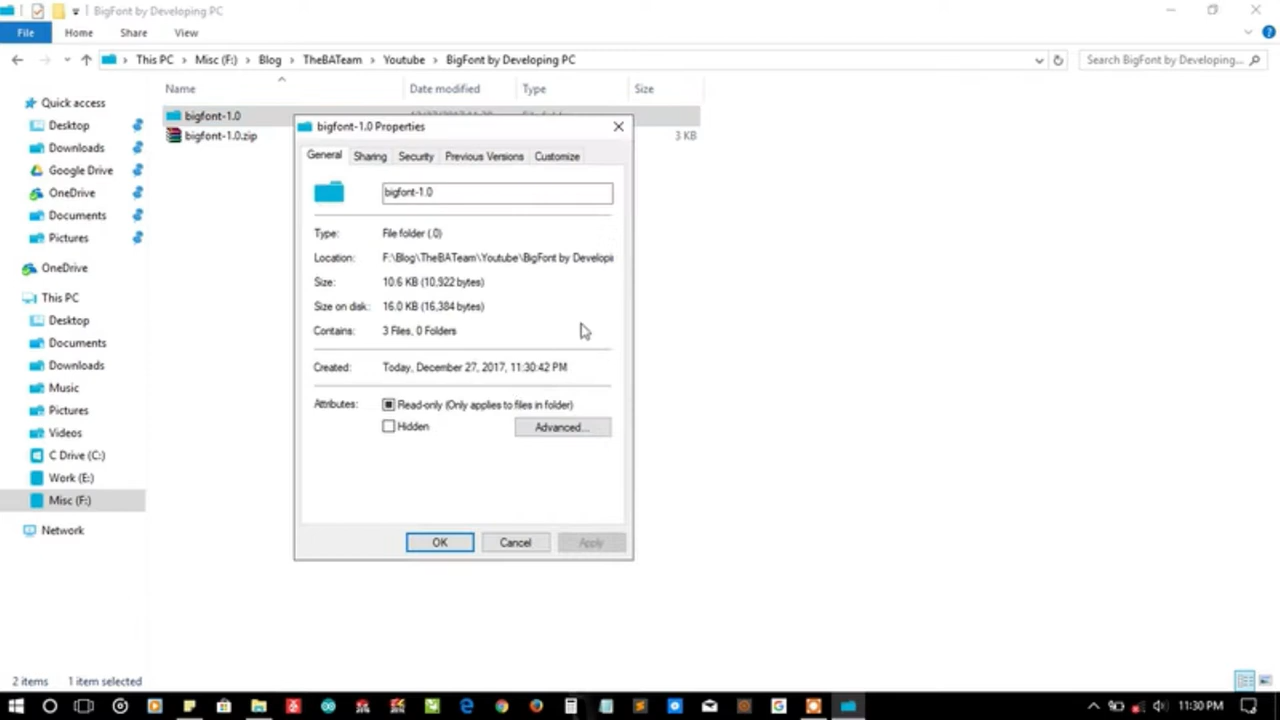 BigFont by Developing PC
File Home Share View
This PC Misc (F:) Blog TheBATeam Youtube BigFont by Developing PC
Search BigFont by Developing...
Name Date modified Type Size
bigfont-1.0
bigfont-1.0.zip 3 KB
Quick access
Desktop
Downloads
Google Drive
OneDrive
Documents
Pictures
OneDrive
This PC
Desktop
Documents
Downloads
Music
Pictures
Videos
C Drive (C:)
Work (E:)
Misc (F:)
Network
bigfont-1.0 Properties
General Sharing Security Previous Versions Customize
bigfont-1.0
Type: File folder (.0)
Location: F:\Blog\TheBATeam\Youtube\BigFont by Developi
Size: 10.6 KB (10,922 bytes)
Size on disk: 16.0 KB (16,384 bytes)
Contains: 3 Files, 0 Folders
Created: Today, December 27, 2017, 11:30:42 PM
Attributes: Read-only (Only applies to files in folder)
Hidden Advanced...
OK Cancel Apply
2 items 1 item selected
11:30 PM